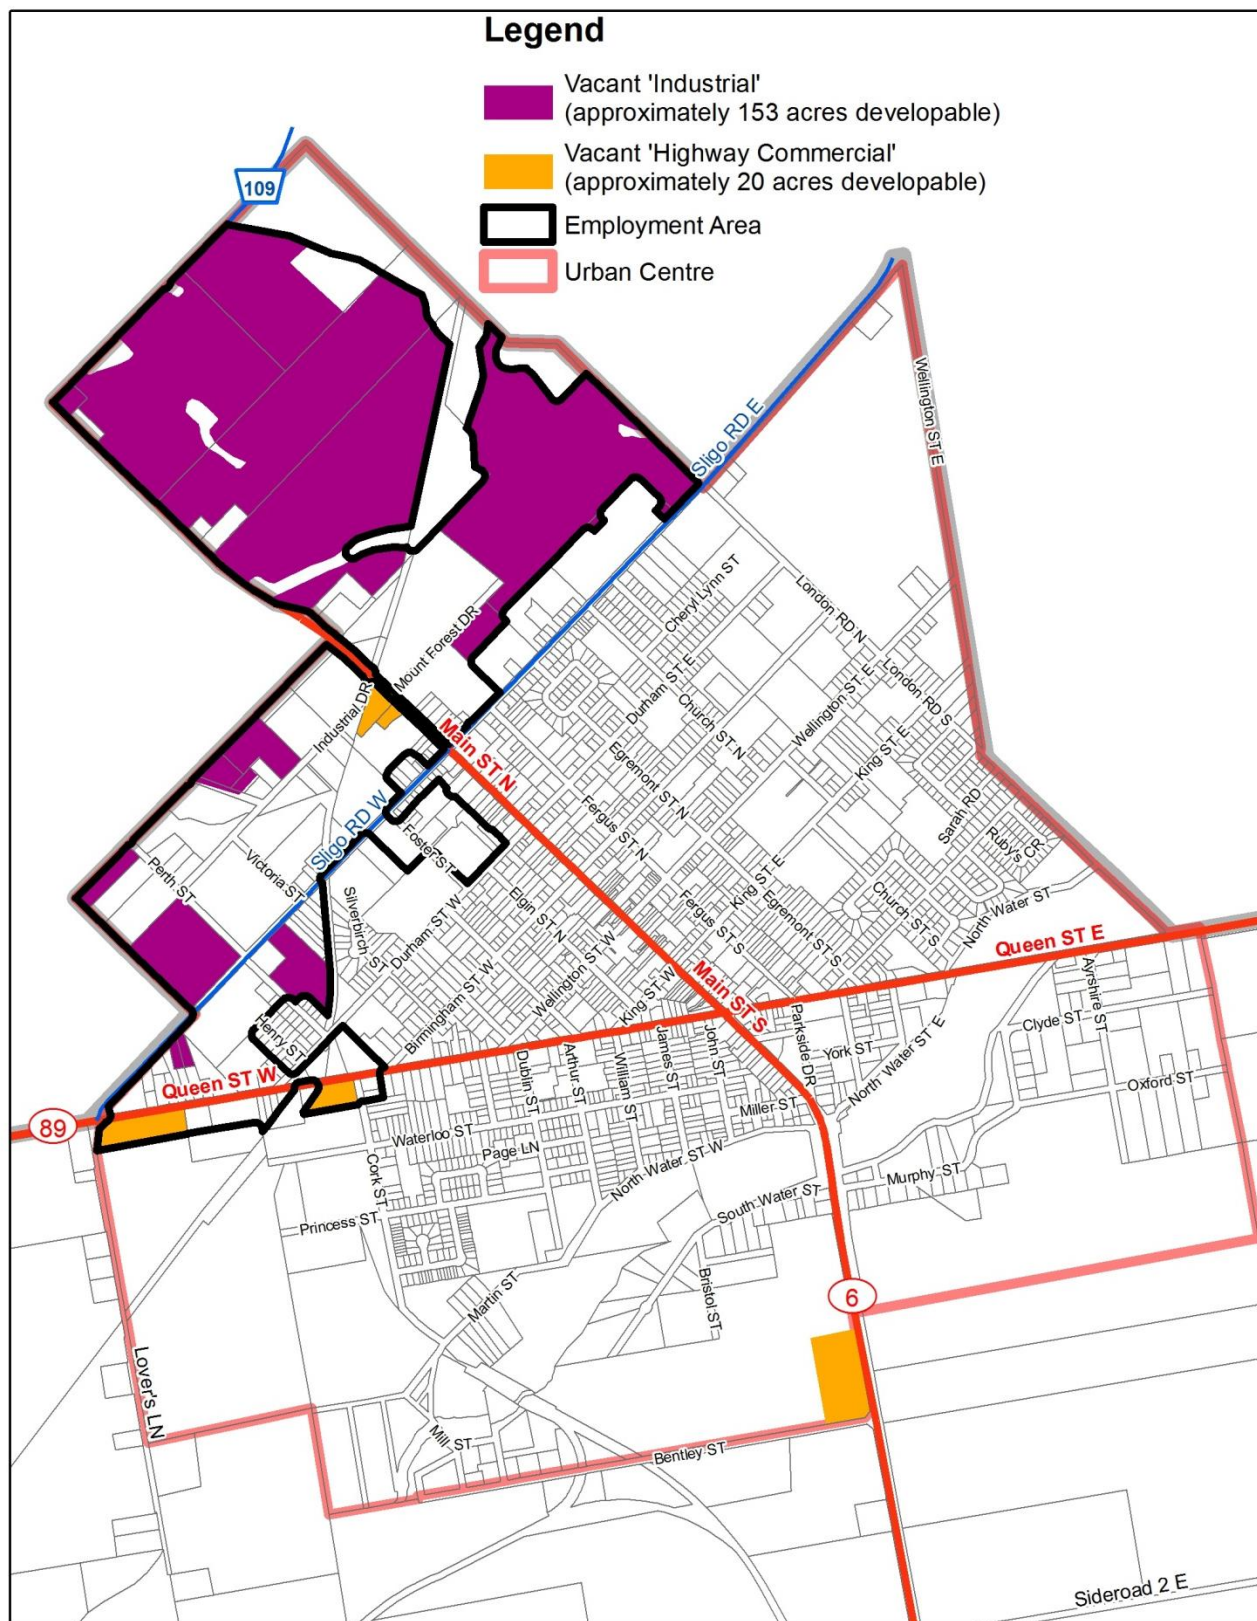 Legend
Vacant 'Industrial'
(approximately 153 acres developable)
Vacant 'Highway Commercial'
(approximately 20 acres developable)
Employment Area
Urban Centre
109
Sligo RD E
Wellington ST E
Cheryl Lynn ST
London RD N
Mount Forest DR
Durham ST E
London RD S
Industrial DR
Church ST N
Wellington ST E
Main ST N
King ST E
Egremont ST N
Sligo RD W
Fergus ST N
Sarah RD
Ruby's CR
Foster ST
Perth ST
Victoria ST
King ST E
Silverbirch ST
Elgin ST N
Fergus ST S
Egremont ST S
Church ST S
North Water ST
Durham ST W
Wellington ST W
Queen ST E
Birmingham ST W
King ST W
Main ST S
Ayrshire ST
Henry ST
Parkside DR
Clyde ST
James ST
John ST
York ST
North Water ST E
Queen ST W
Dublin ST
Arthur ST
William ST
Oxford ST
89
Miller ST
Waterloo ST
Page LN
Cork ST
North Water ST W
Murphy ST
South Water ST
Princess ST
Martin ST
Bristol ST
6
Lover's LN
Mill ST
Bentley ST
Sideroad 2 E